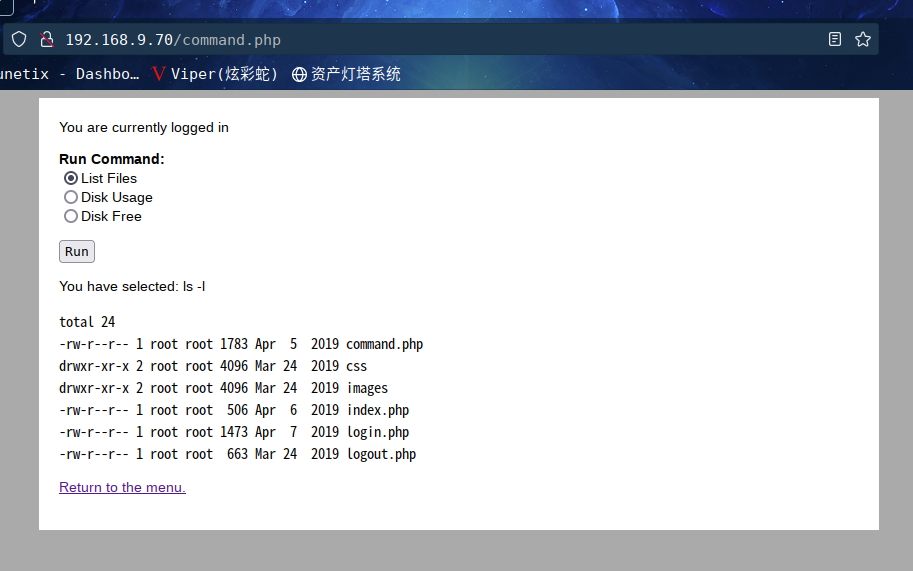 192.168.9.70/command.php
unetix - Dashbo… Viper(炫彩蛇) 资产灯塔系统
You are currently logged in
Run Command:
List Files
Disk Usage
Disk Free
Run
You have selected: ls -l
total 24
-rw-r--r-- 1 root root 1783 Apr  5  2019 command.php
drwxr-xr-x 2 root root 4096 Mar 24  2019 css
drwxr-xr-x 2 root root 4096 Mar 24  2019 images
-rw-r--r-- 1 root root  506 Apr  6  2019 index.php
-rw-r--r-- 1 root root 1473 Apr  7  2019 login.php
-rw-r--r-- 1 root root  663 Mar 24  2019 logout.php
Return to the menu.